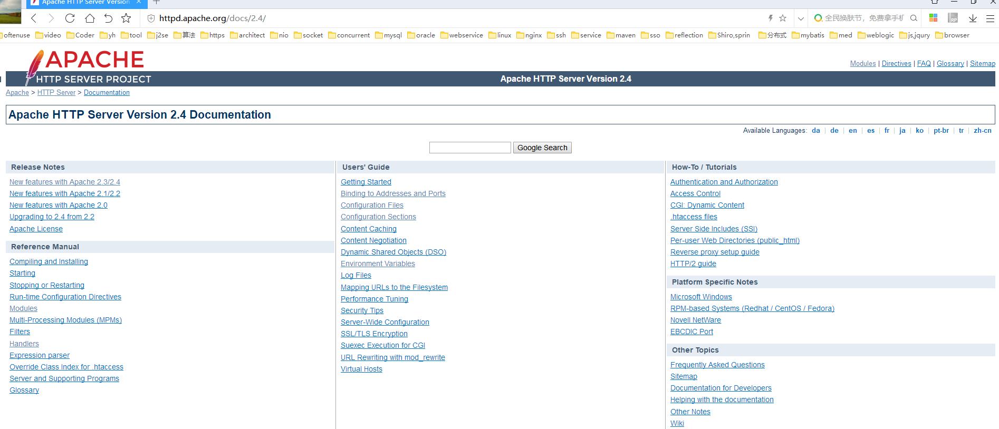 Apache HTTP Server Version
httpd.apache.org/docs/2.4/
全民换肤节，免费拿手机
oftenuse video Coder yh tool j2se 算法 https architect nio socket concurrent mysql oracle webservice linux nginx ssh service maven sso reflection Shiro,sprin 分布式 mybatis med weblogic js,jqury browser
APACHE
HTTP SERVER PROJECT
Modules | Directives | FAQ | Glossary | Sitemap
Apache HTTP Server Version 2.4
Apache > HTTP Server > Documentation
Apache HTTP Server Version 2.4 Documentation
Available Languages: da | de | en | es | fr | ja | ko | pt-br | tr | zh-cn
Google Search
Release Notes
New features with Apache 2.3/2.4
New features with Apache 2.1/2.2
New features with Apache 2.0
Upgrading to 2.4 from 2.2
Apache License
Reference Manual
Compiling and Installing
Starting
Stopping or Restarting
Run-time Configuration Directives
Modules
Multi-Processing Modules (MPMs)
Filters
Handlers
Expression parser
Override Class Index for .htaccess
Server and Supporting Programs
Glossary
Users' Guide
Getting Started
Binding to Addresses and Ports
Configuration Files
Configuration Sections
Content Caching
Content Negotiation
Dynamic Shared Objects (DSO)
Environment Variables
Log Files
Mapping URLs to the Filesystem
Performance Tuning
Security Tips
Server-Wide Configuration
SSL/TLS Encryption
Suexec Execution for CGI
URL Rewriting with mod_rewrite
Virtual Hosts
How-To / Tutorials
Authentication and Authorization
Access Control
CGI: Dynamic Content
.htaccess files
Server Side Includes (SSI)
Per-user Web Directories (public_html)
Reverse proxy setup guide
HTTP/2 guide
Platform Specific Notes
Microsoft Windows
RPM-based Systems (Redhat / CentOS / Fedora)
Novell NetWare
EBCDIC Port
Other Topics
Frequently Asked Questions
Sitemap
Documentation for Developers
Helping with the documentation
Other Notes
Wiki